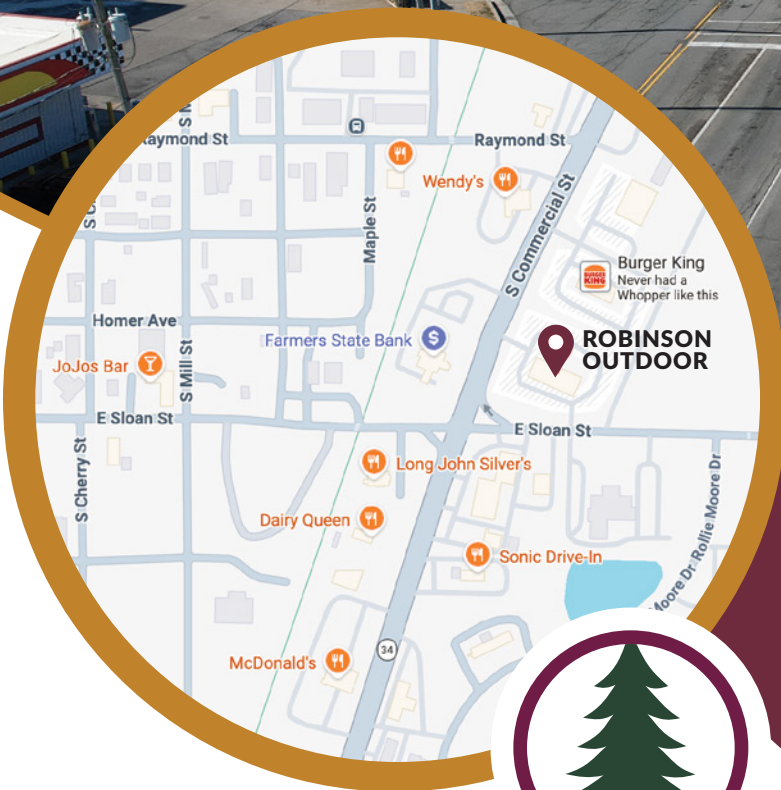 Raymond St
Raymond St
Wendy's
S Commercial St
Maple St
Burger King
Never had a
Whopper like this
BURGER
KING
Homer Ave
Farmers State Bank
$
ROBINSON
OUTDOOR
JoJos Bar
S Mill St
E Sloan St
E Sloan St
S Cherry St
Long John Silver's
Dairy Queen
Sonic Drive-In
Rollie Moore Dr
Moore Dr
McDonald's
34